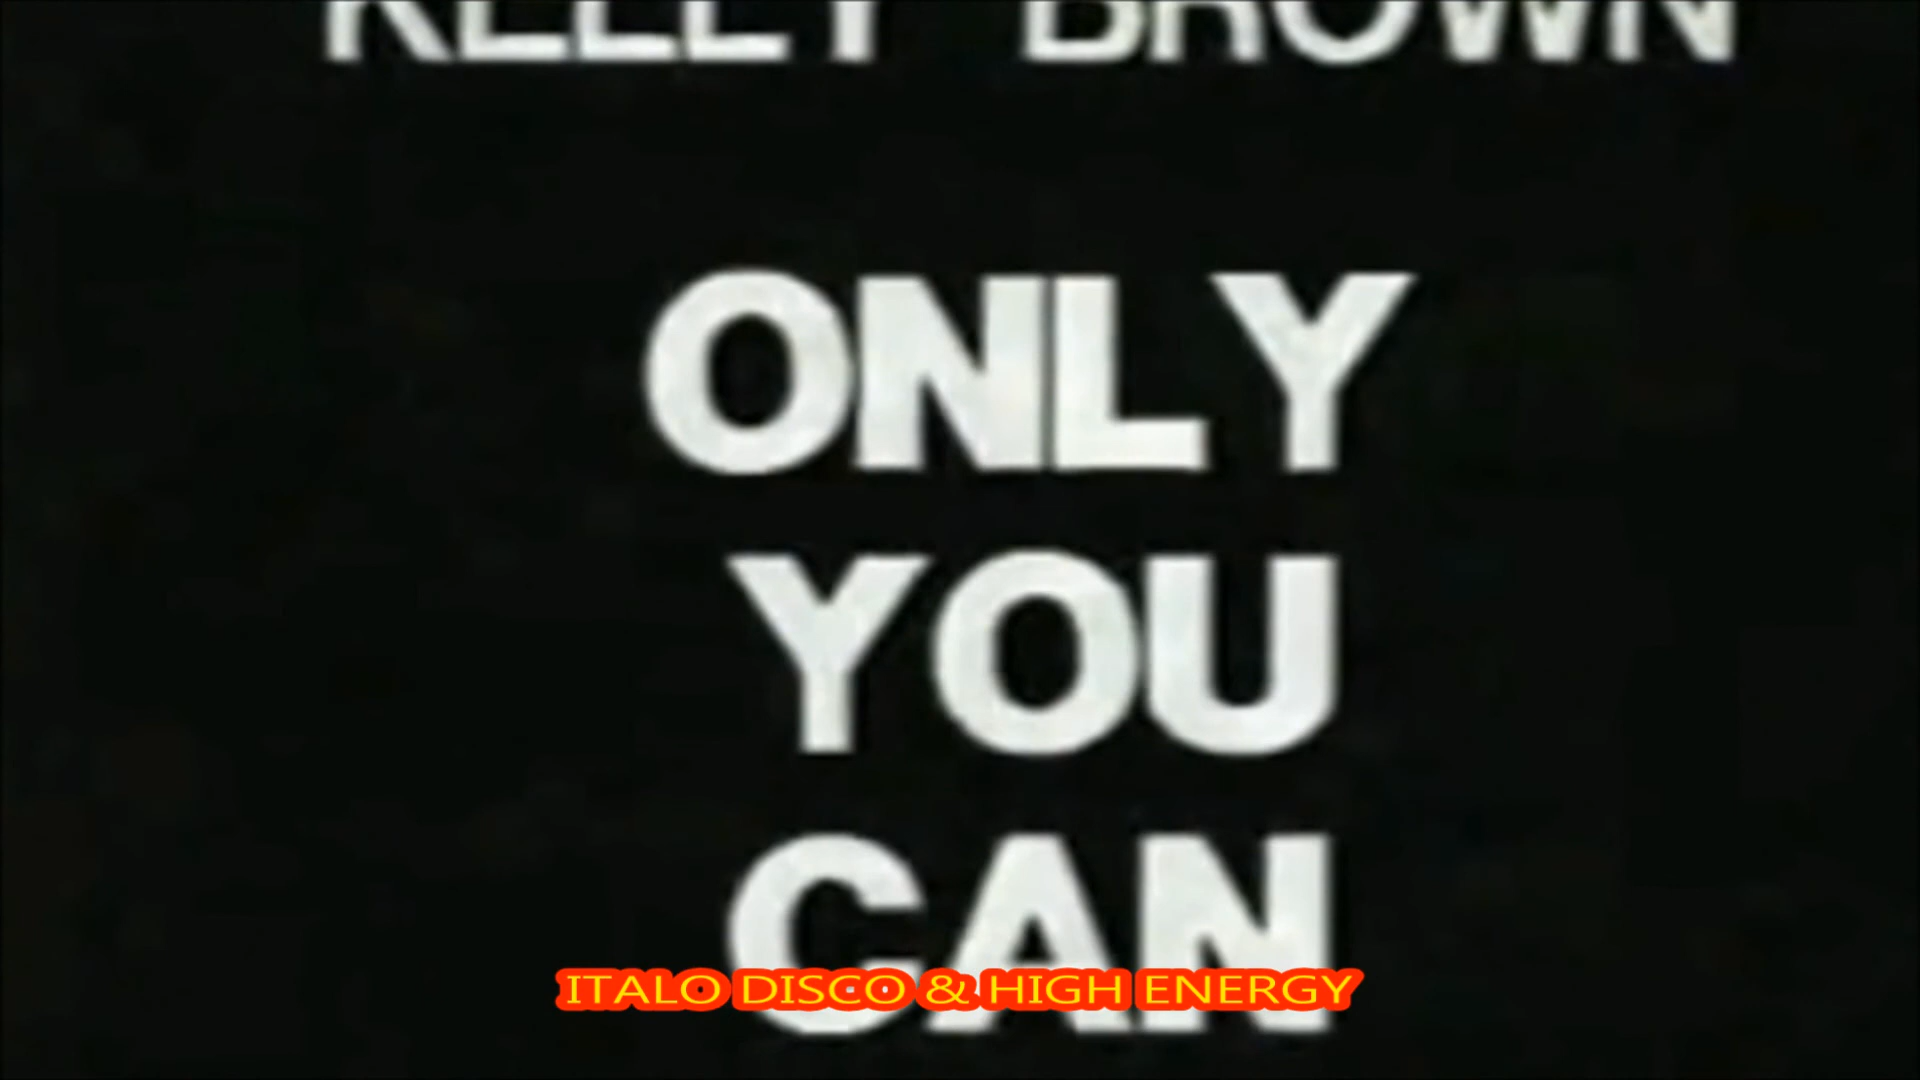 KELLY BROWN
ONLY
YOU
CAN
ITALO DISCO & HIGH ENERGY